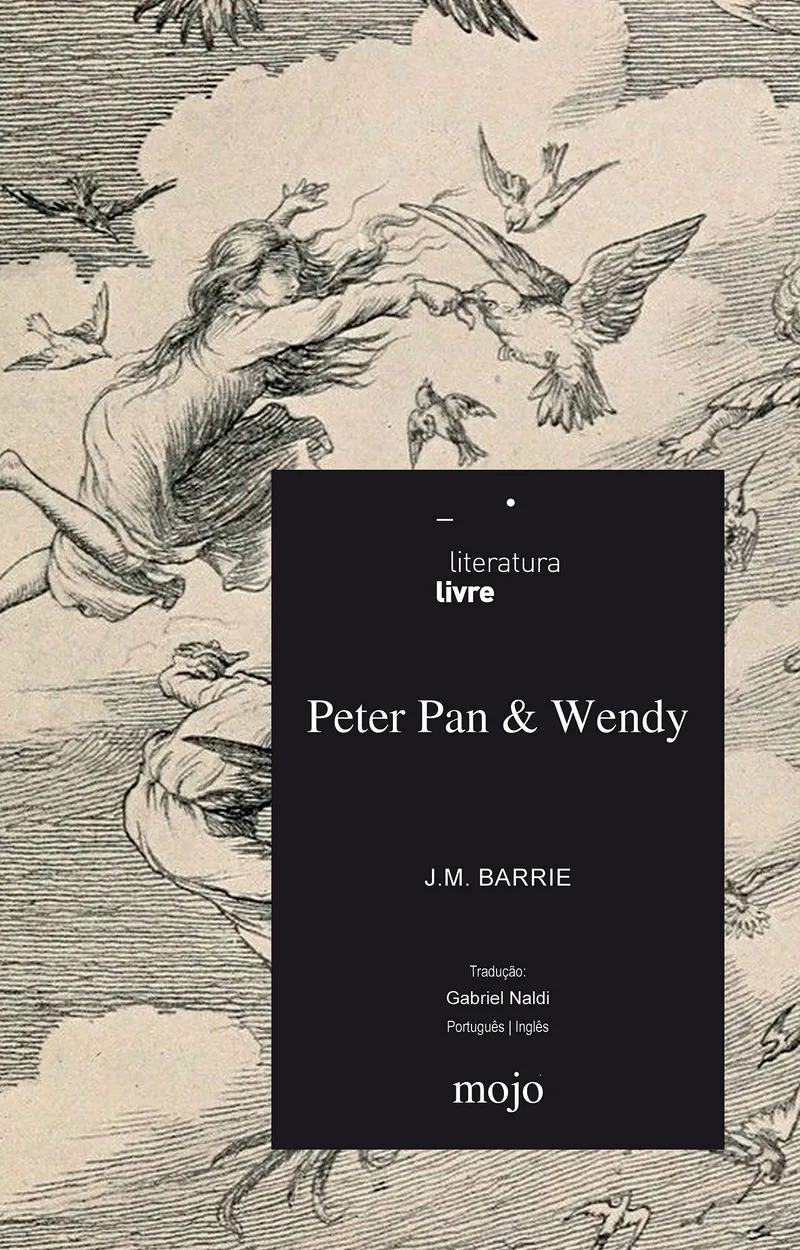 literatura
livre
Peter Pan & Wendy
J.M. BARRIE
Tradução:
Gabriel Naldi
Português | Inglês
mojo